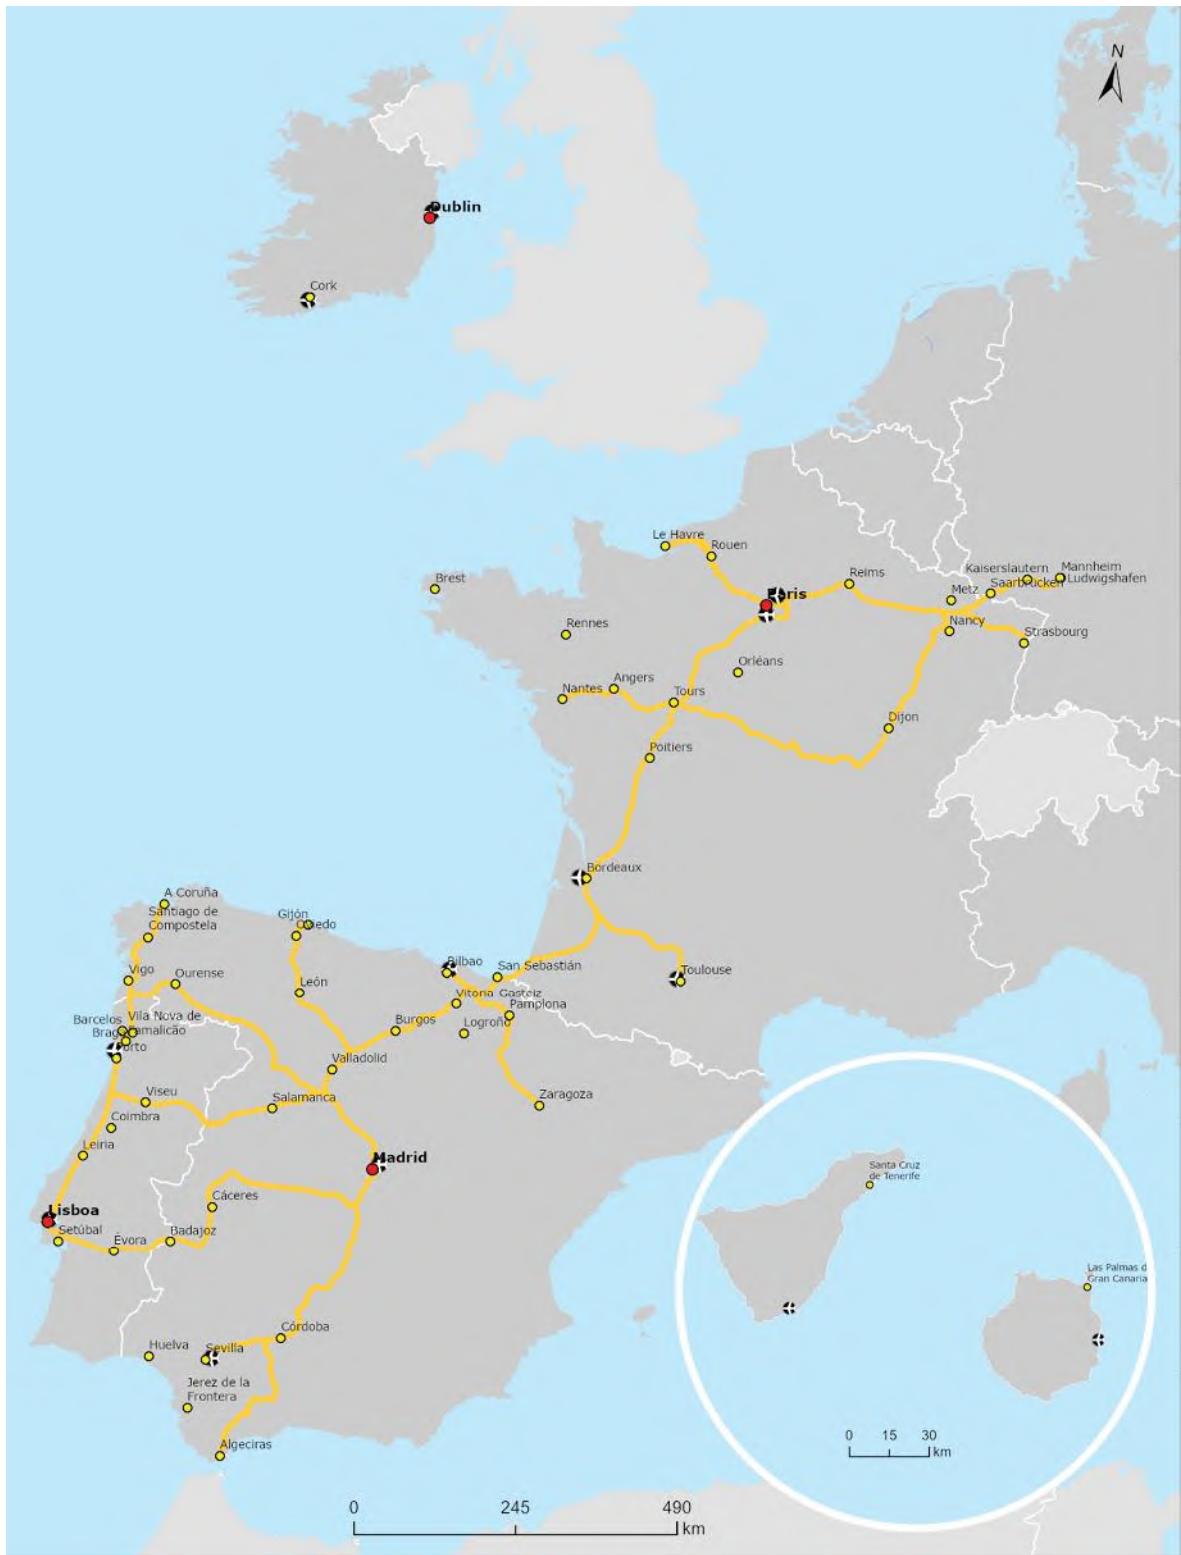 N
Dublin
Cork
Le Havre
Rouen
Reims
Kaiserslautern
Mannheim
Ludwigshafen
Saarbrücken
Metz
Brest
Paris
Nancy
Rennes
Strasbourg
Orléans
Angers
Nantes
Tours
Dijon
Poitiers
Bordeaux
A Coruña
Santiago de
Compostela
Gijón
Oviedo
Bilbao
San Sebastián
Toulouse
Vigo
Ourense
León
Vitoria-Gasteiz
Pamplona
Barcelos
Vila Nova de
Famalicão
Braga
Burgos
Logroño
Porto
Valladolid
Viseu
Salamanca
Zaragoza
Coimbra
Leiria
Madrid
Santa Cruz
de Tenerife
Cáceres
Lisboa
Setúbal
Évora
Badajoz
Las Palmas d
Gran Canaria
Córdoba
Huelva
Sevilla
Jerez de la
Frontera
Algeciras
0 15 30
km
0 245 490
km